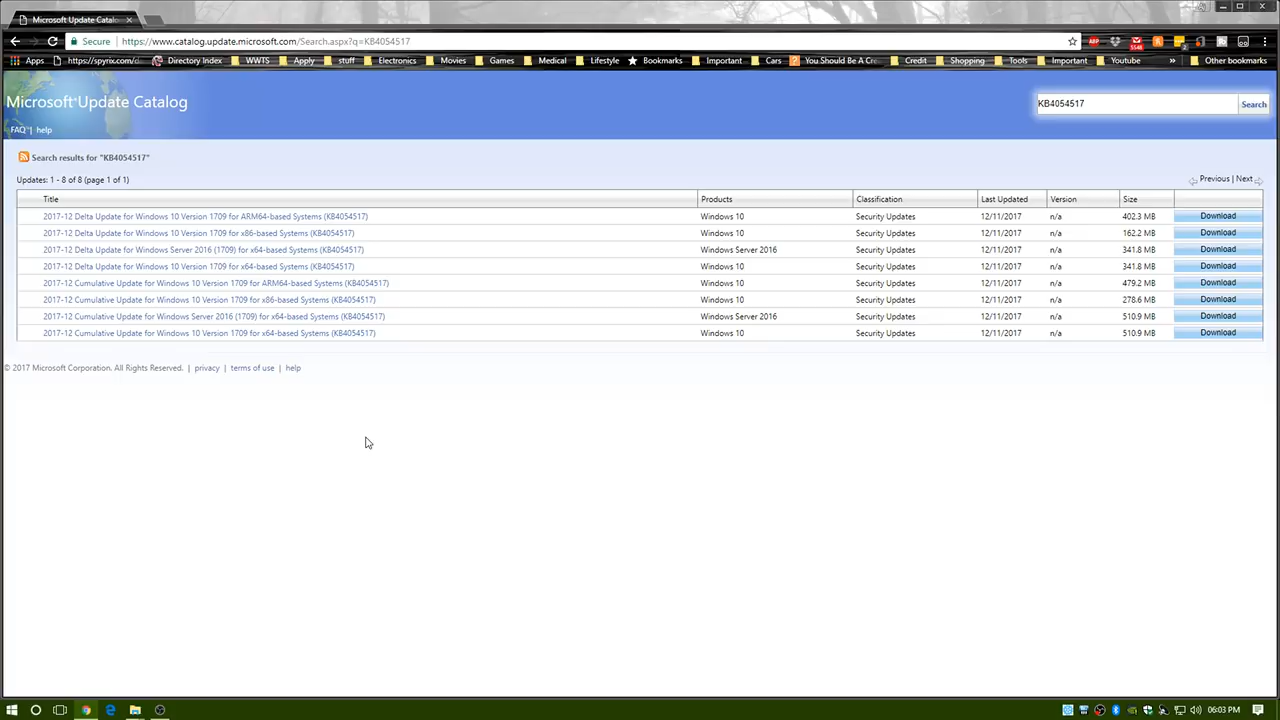 Microsoft Update Catalo
Secure https://www.catalog.update.microsoft.com/Search.aspx?q=KB4054517
Apps https://spyrix.com/d Directory Index WWTS Apply stuff Electronics Movies Games Medical Lifestyle Bookmarks Important Cars You Should Be A Cre Credit Shopping Tools Important Youtube » Other bookmarks
Microsoft Update Catalog
KB4054517 Search
FAQ | help
Search results for "KB4054517"
Updates: 1 - 8 of 8 (page 1 of 1)
Previous | Next
Title Products Classification Last Updated Version Size
2017-12 Delta Update for Windows 10 Version 1709 for ARM64-based Systems (KB4054517) Windows 10 Security Updates 12/11/2017 n/a 402.3 MB Download
2017-12 Delta Update for Windows 10 Version 1709 for x86-based Systems (KB4054517) Windows 10 Security Updates 12/11/2017 n/a 162.2 MB Download
2017-12 Delta Update for Windows Server 2016 (1709) for x64-based Systems (KB4054517) Windows Server 2016 Security Updates 12/11/2017 n/a 341.8 MB Download
2017-12 Delta Update for Windows 10 Version 1709 for x64-based Systems (KB4054517) Windows 10 Security Updates 12/11/2017 n/a 341.8 MB Download
2017-12 Cumulative Update for Windows 10 Version 1709 for ARM64-based Systems (KB4054517) Windows 10 Security Updates 12/11/2017 n/a 479.2 MB Download
2017-12 Cumulative Update for Windows 10 Version 1709 for x86-based Systems (KB4054517) Windows 10 Security Updates 12/11/2017 n/a 278.6 MB Download
2017-12 Cumulative Update for Windows Server 2016 (1709) for x64-based Systems (KB4054517) Windows Server 2016 Security Updates 12/11/2017 n/a 510.9 MB Download
2017-12 Cumulative Update for Windows 10 Version 1709 for x64-based Systems (KB4054517) Windows 10 Security Updates 12/11/2017 n/a 510.9 MB Download
© 2017 Microsoft Corporation. All Rights Reserved. | privacy | terms of use | help
06:03 PM